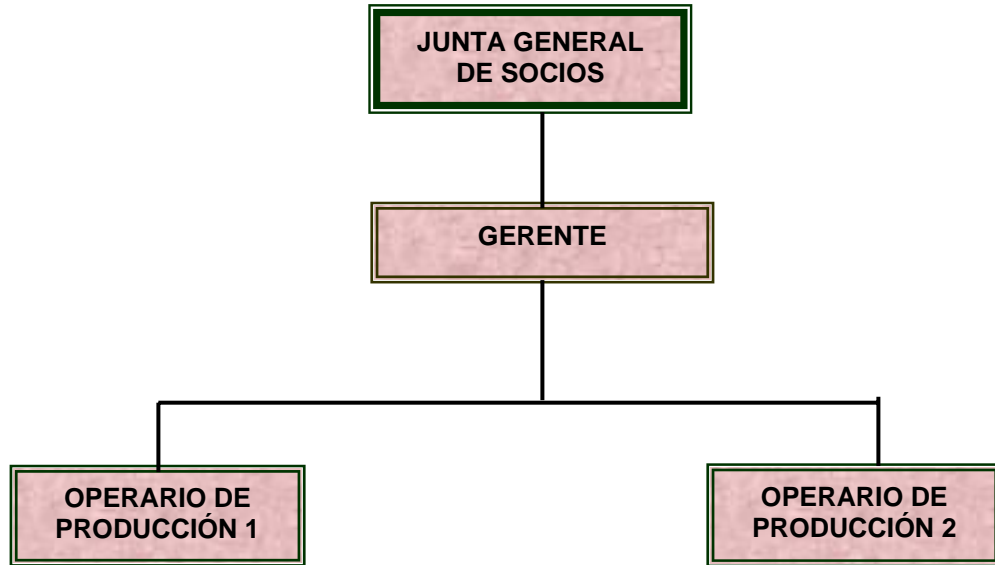 JUNTA GENERAL
DE SOCIOS
GERENTE
OPERARIO DE
PRODUCCIÓN 1
OPERARIO DE
PRODUCCIÓN 2